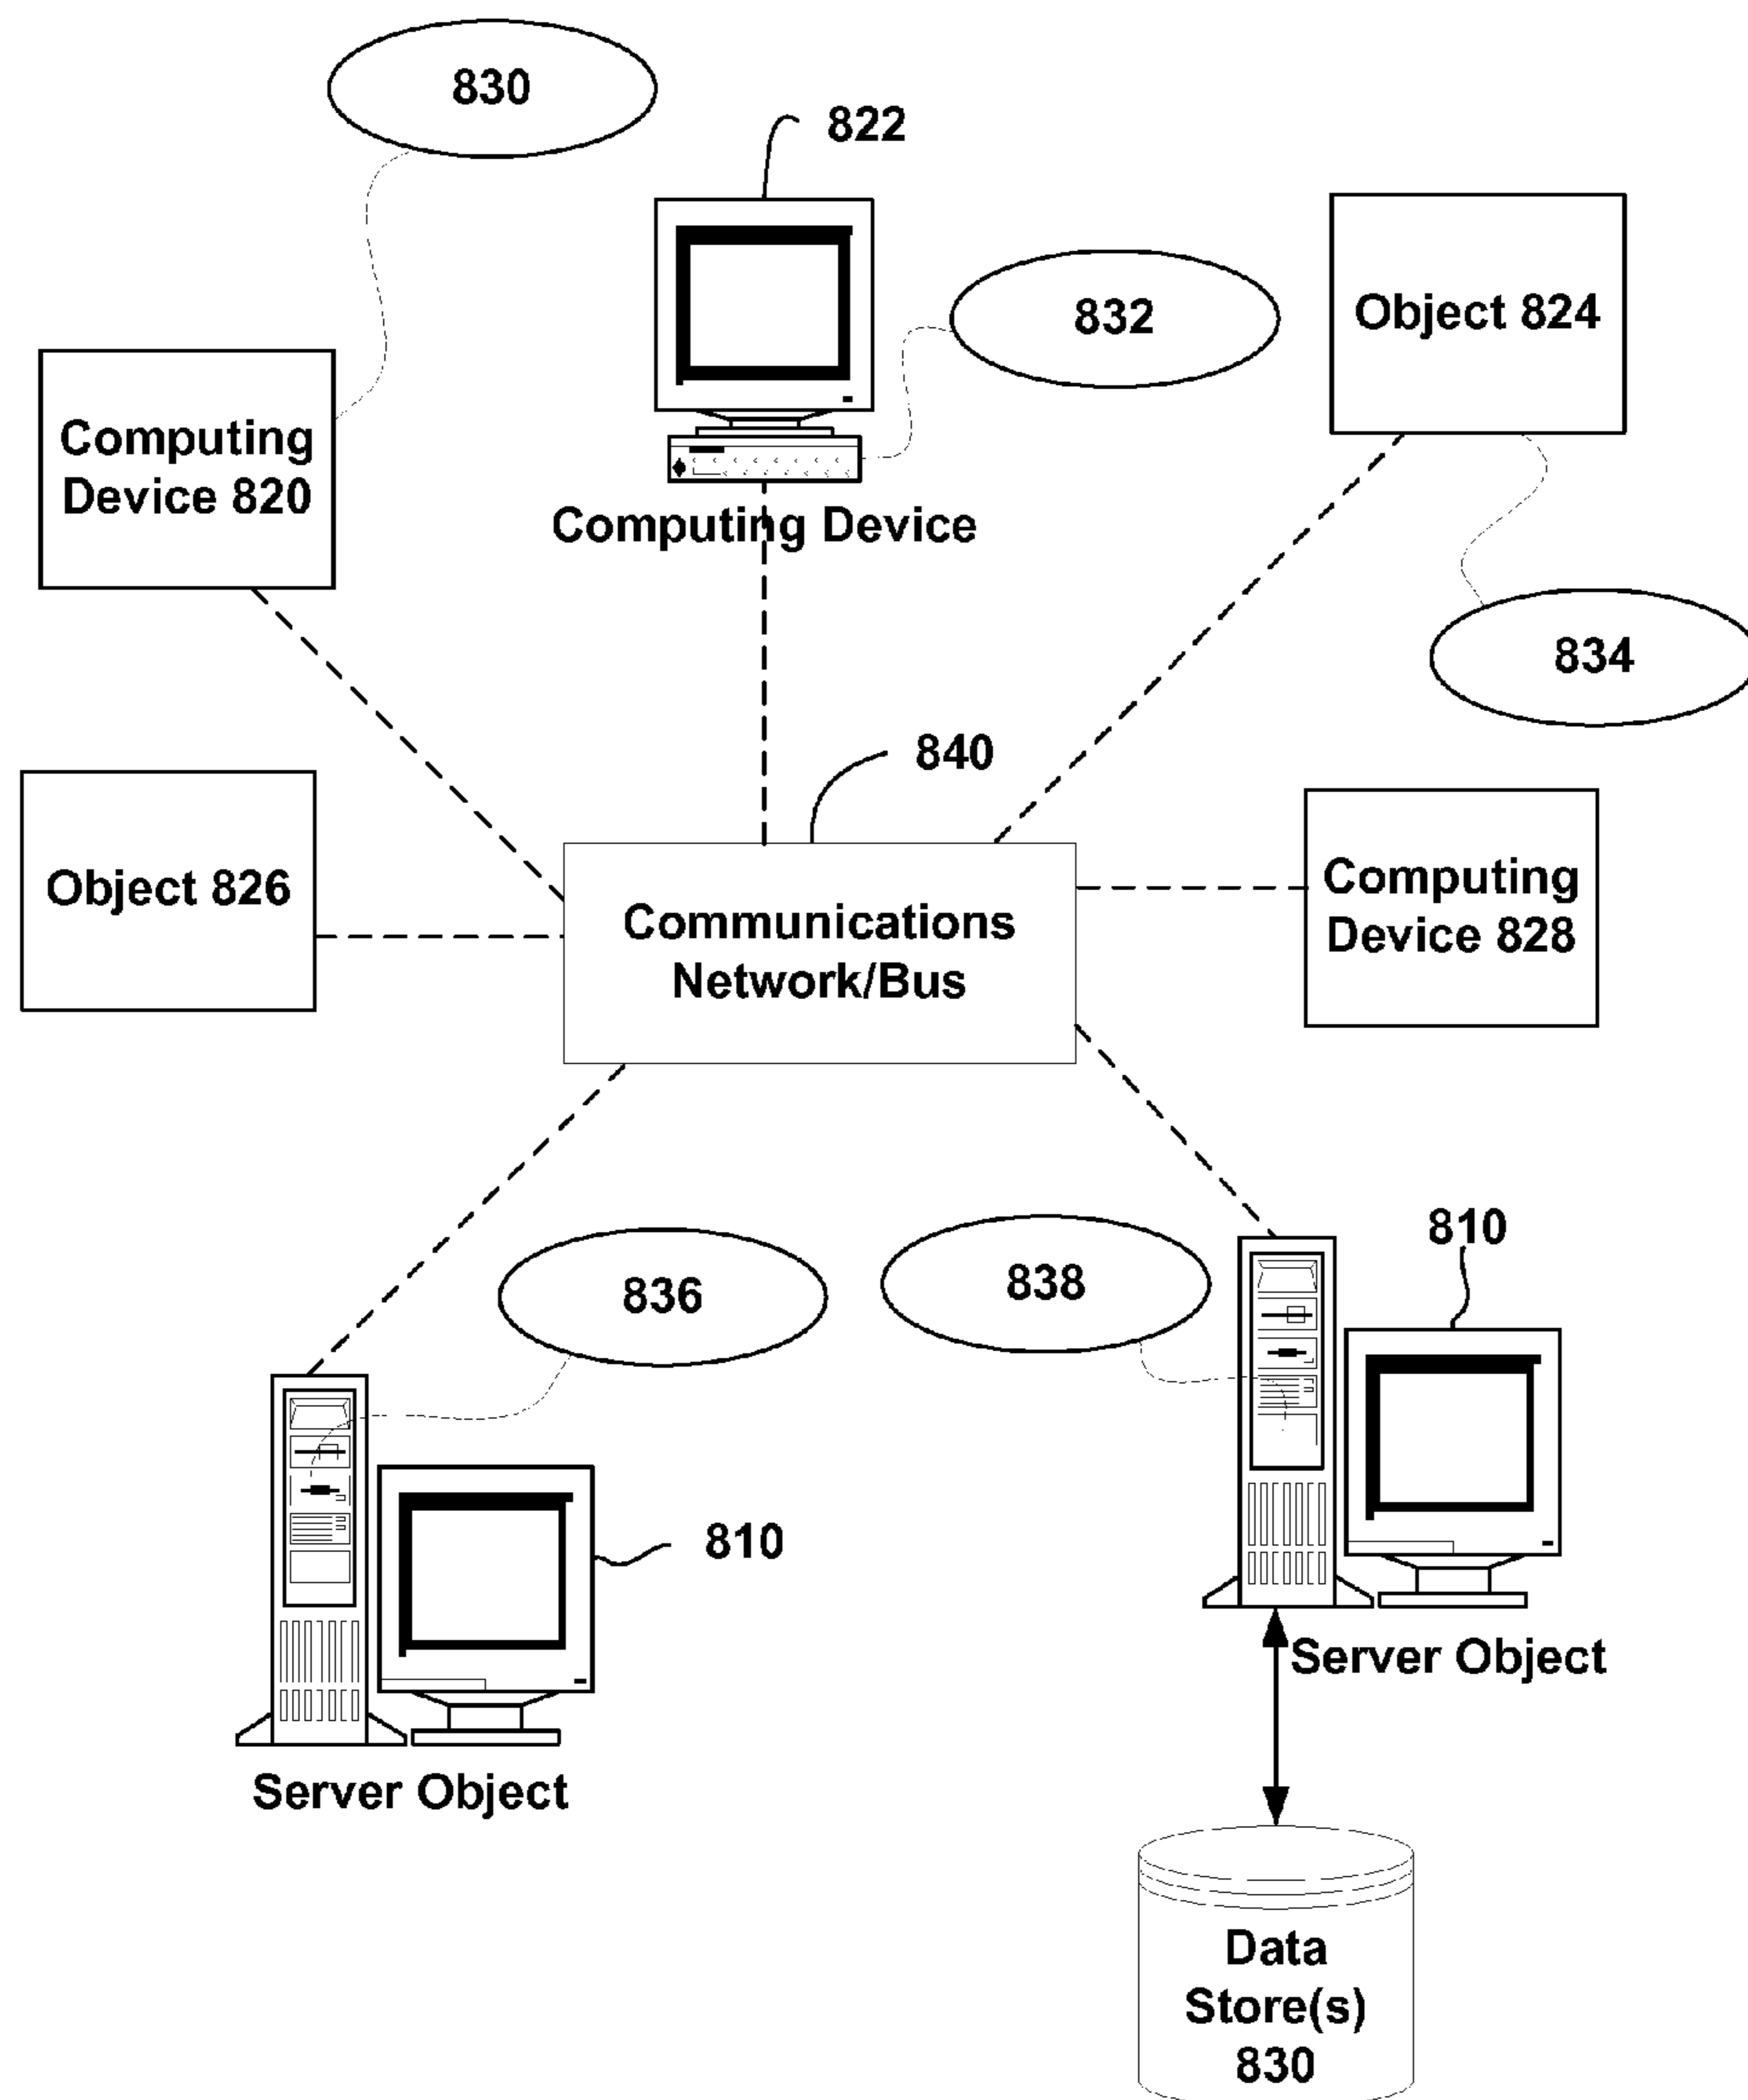 830
822
832
Object 824
Computing
Device 820
Computing Device
834
840
Object 826
Communications
Network/Bus
Computing
Device 828
810
836
838
810
Server Object
Server Object
Data
Store(s)
830